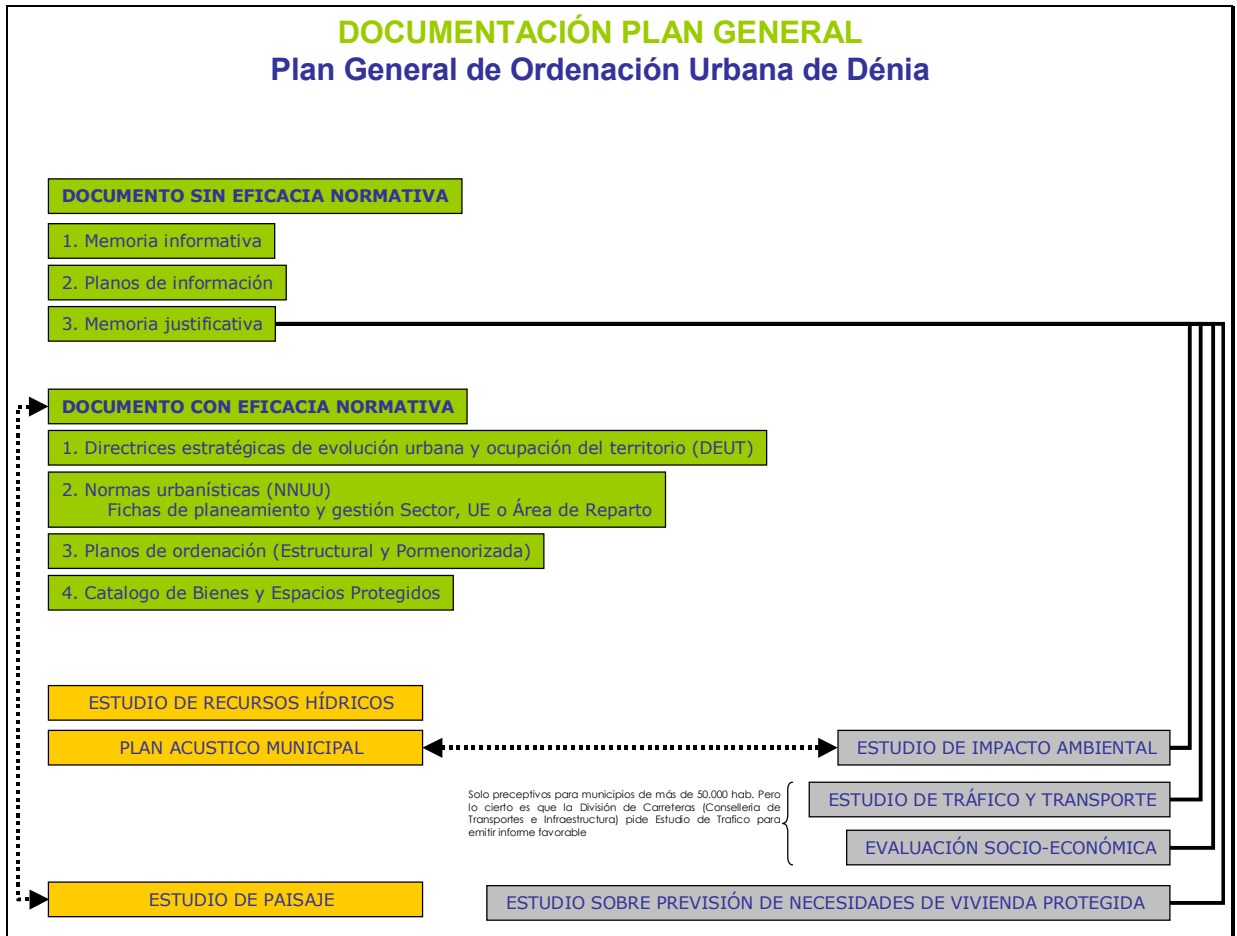 DOCUMENTACIÓN PLAN GENERAL
Plan General de Ordenación Urbana de Dénia
DOCUMENTO SIN EFICACIA NORMATIVA
1. Memoria informativa
2. Planos de información
3. Memoria justificativa
DOCUMENTO CON EFICACIA NORMATIVA
1. Directrices estratégicas de evolución urbana y ocupación del territorio (DEUT)
2. Normas urbanísticas (NNUU)
Fichas de planeamiento y gestión Sector, UE o Área de Reparto
3. Planos de ordenación (Estructural y Pormenorizada)
4. Catalogo de Bienes y Espacios Protegidos
ESTUDIO DE RECURSOS HÍDRICOS
PLAN ACUSTICO MUNICIPAL
ESTUDIO DE IMPACTO AMBIENTAL
Solo preceptivos para municipios de más de 50.000 hab. Pero
lo cierto es que la División de Carreteras (Conselleria de
Transportes e Infraestructura) pide Estudio de Trafico para
emitir informe favorable
ESTUDIO DE TRÁFICO Y TRANSPORTE
EVALUACIÓN SOCIO-ECONÓMICA
ESTUDIO DE PAISAJE
ESTUDIO SOBRE PREVISIÓN DE NECESIDADES DE VIVIENDA PROTEGIDA